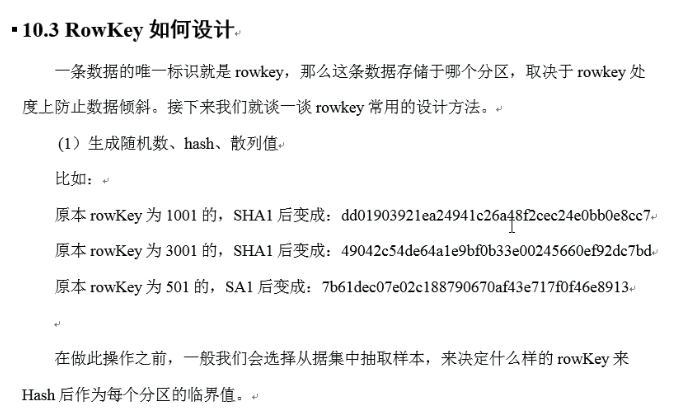 10.3 RowKey 如何设计
一条数据的唯一标识就是 rowkey，那么这条数据存储于哪个分区，取决于 rowkey 处
度上防止数据倾斜。接下来我们就谈一谈 rowkey 常用的设计方法。
(1）生成随机数、hash、散列值
比如：
原本 rowKey 为 1001 的，SHA1 后变成：dd01903921ea24941c26a48f2cec24e0bb0e8cc7
原本 rowKey 为 3001 的，SHA1 后变成：49042c54de64a1e9bf0b33e00245660ef92dc7bd
原本 rowKey 为 501 的，SA1 后变成：7b61dec07e02c188790670af43e717f0f46e8913
在做此操作之前，一般我们会选择从据集中抽取样本，来决定什么样的 rowKey 来
Hash 后作为每个分区的临界值。